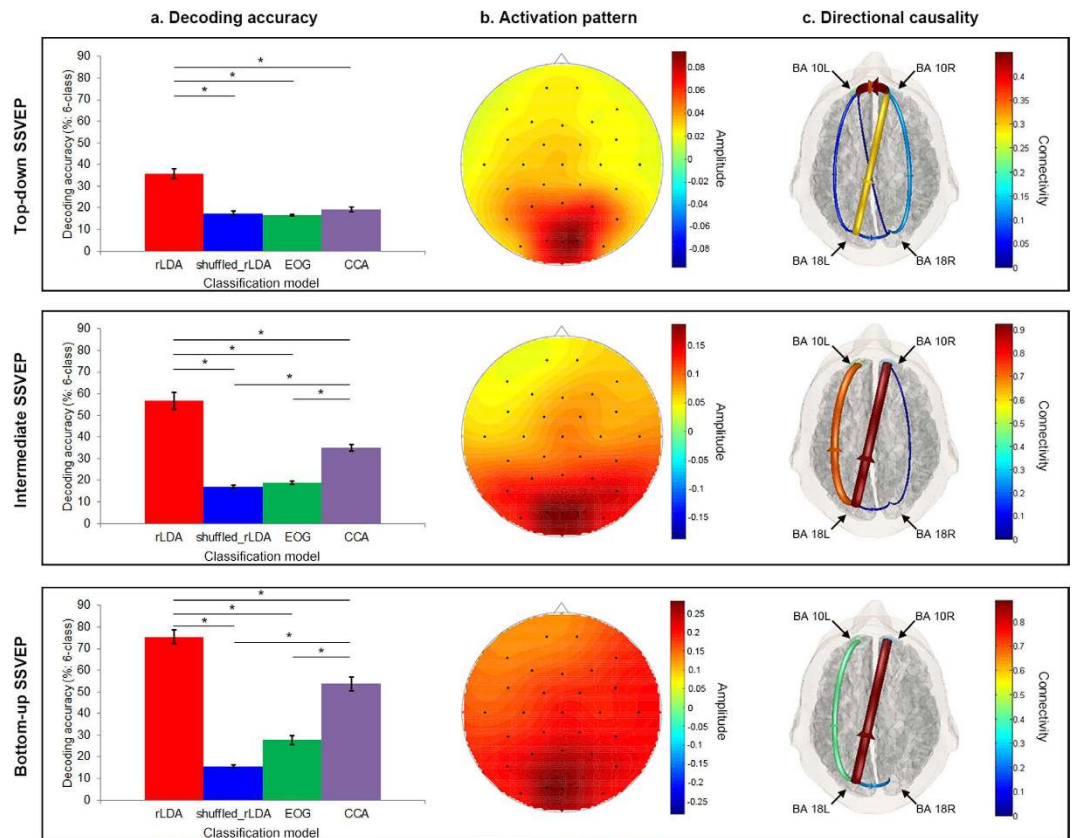 a. Decoding accuracy
b. Activation pattern
c. Directional causality
Top-down SSVEP
Decoding accuracy (%: 6-class)
90
80
70
60
50
40
30
20
10
0
*
*
*
rLDA
shuffled_rLDA
EOG
CCA
Classification model
0.08
0.06
0.04
0.02
0
-0.02
-0.04
-0.06
-0.08
Amplitude
BA 10L
BA 10R
BA 18L
BA 18R
0.4
0.35
0.3
0.25
0.2
0.15
0.1
0.05
0
Connectivity
Intermediate SSVEP
Decoding accuracy (%: 6-class)
90
80
70
60
50
40
30
20
10
0
*
*
*
*
*
rLDA
shuffled_rLDA
EOG
CCA
Classification model
0.15
0.1
0.05
0
-0.05
-0.1
-0.15
Amplitude
BA 10L
BA 10R
BA 18L
BA 18R
0.9
0.8
0.7
0.6
0.5
0.4
0.3
0.2
0.1
0
Connectivity
Bottom-up SSVEP
Decoding accuracy (%: 6-class)
90
80
70
60
50
40
30
20
10
0
*
*
*
*
*
rLDA
shuffled_rLDA
EOG
CCA
Classification model
0.25
0.2
0.15
0.1
0.05
0
-0.05
-0.1
-0.15
-0.2
-0.25
Amplitude
BA 10L
BA 10R
BA 18L
BA 18R
0.8
0.7
0.6
0.5
0.4
0.3
0.2
0.1
0
Connectivity